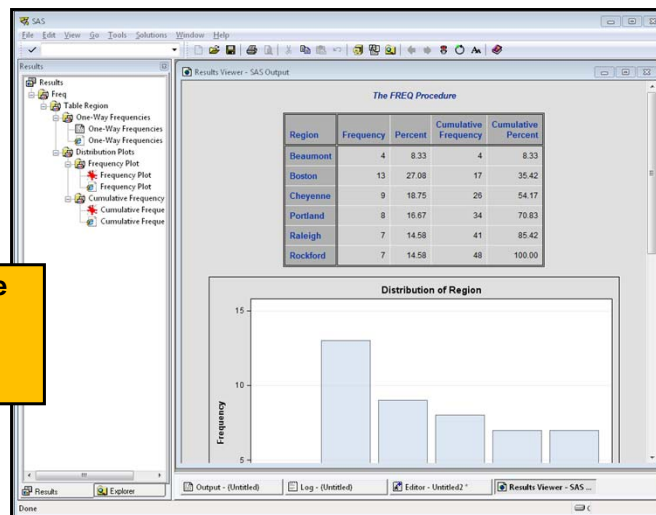 SAS
File Edit View Go Tools Solutions Window Help
Results
Results
Freq
Table Region
One-Way Frequencies
One-Way Frequencies
One-Way Frequencies
Distribution Plots
Frequency Plot
Frequency Plot
Frequency Plot
Cumulative Frequency
Cumulative Freque
Cumulative Freque
Results Explorer
Results Viewer - SAS Output
The FREQ Procedure
Region Frequency Percent Cumulative Frequency Cumulative Percent
Beaumont 4 8.33 4 8.33
Boston 13 27.08 17 35.42
Cheyenne 9 18.75 26 54.17
Portland 8 16.67 34 70.83
Raleigh 7 14.58 41 85.42
Rockford 7 14.58 48 100.00
Distribution of Region
15
10
5
Frequency
e
Output - (Untitled) Log - (Untitled) Editor - Untitled2 * Results Viewer - SAS ...
Done